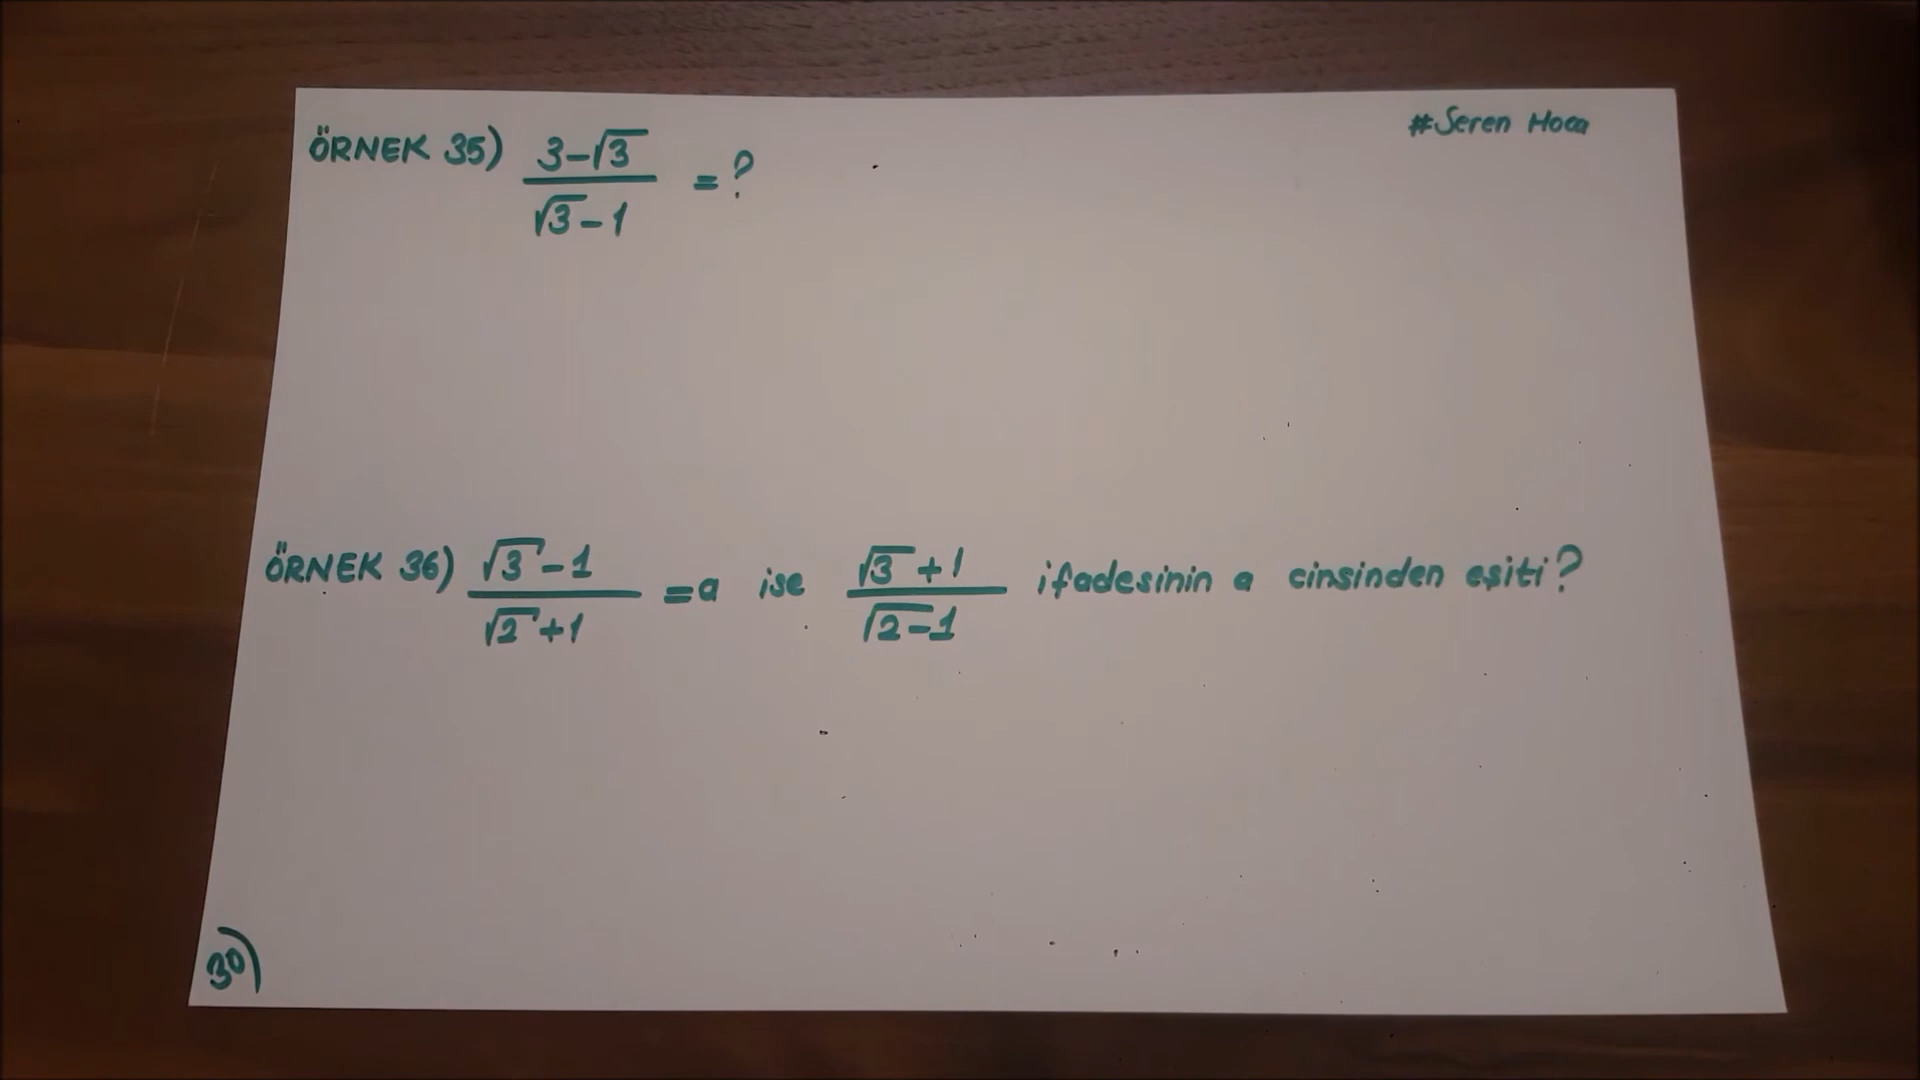 #Seren Hoca
ÖRNEK 35) 3-√3 / √3-1 = ?
ÖRNEK 36) √3-1 / √2+1 = a ise √3+1 / √2-1 ifadesinin a cinsinden eşiti?
30)